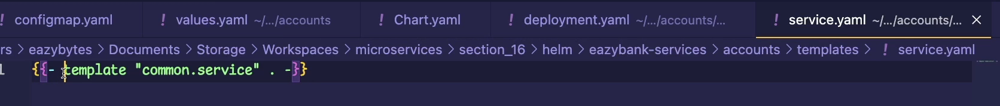 ! configmap.yaml ! values.yaml ~/.../accounts ! Chart.yaml ! deployment.yaml ~/.../accounts/... ! service.yaml ~/.../accounts/... ×
rs > eazybytes > Documents > Storage > Workspaces > microservices > section_16 > helm > eazybank-services > accounts > templates > ! service.yaml
1 {{- template "common.service" . -}}